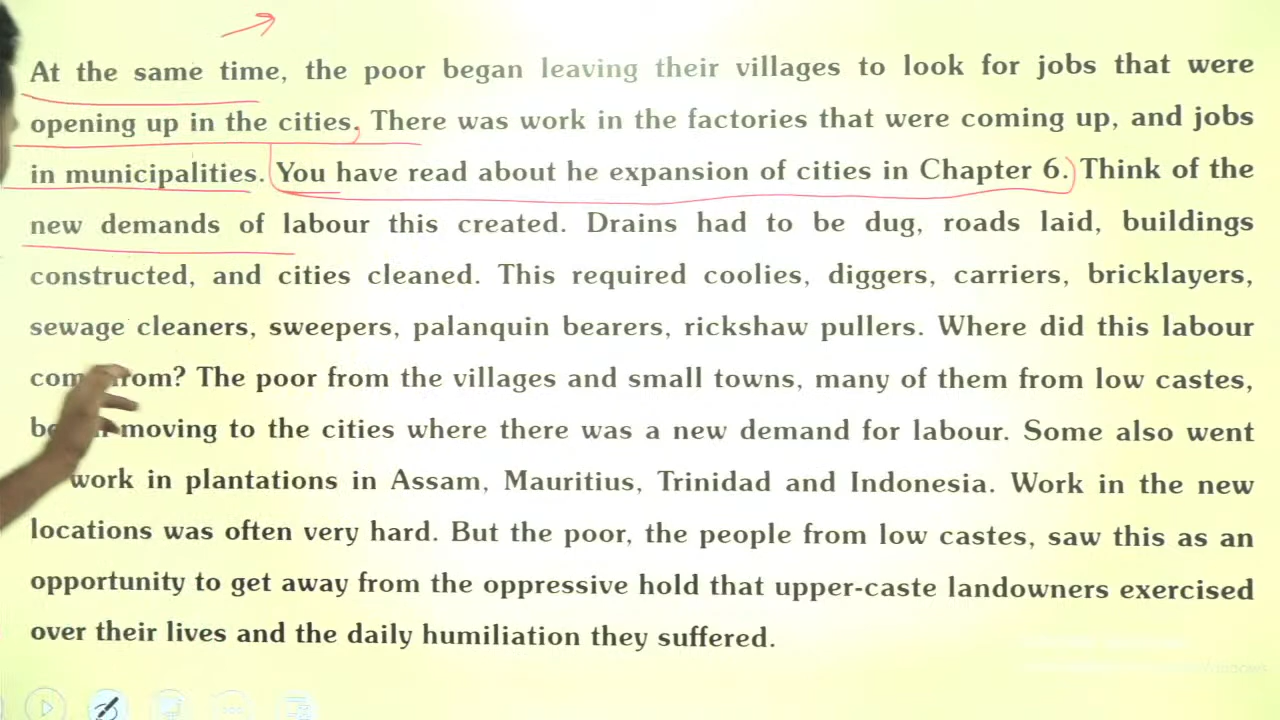 At the same time, the poor began leaving their villages to look for jobs that were
opening up in the cities. There was work in the factories that were coming up, and jobs
in municipalities. You have read about he expansion of cities in Chapter 6. Think of the
new demands of labour this created. Drains had to be dug, roads laid, buildings
constructed, and cities cleaned. This required coolies, diggers, carriers, bricklayers,
sewage cleaners, sweepers, palanquin bearers, rickshaw pullers. Where did this labour
from? The poor from the villages and small towns, many of them from low castes,
moving to the cities where there was a new demand for labour. Some also went
work in plantations in Assam, Mauritius, Trinidad and Indonesia. Work in the new
locations was often very hard. But the poor, the people from low castes, saw this as an
opportunity to get away from the oppressive hold that upper-caste landowners exercised
over their lives and the daily humiliation they suffered.